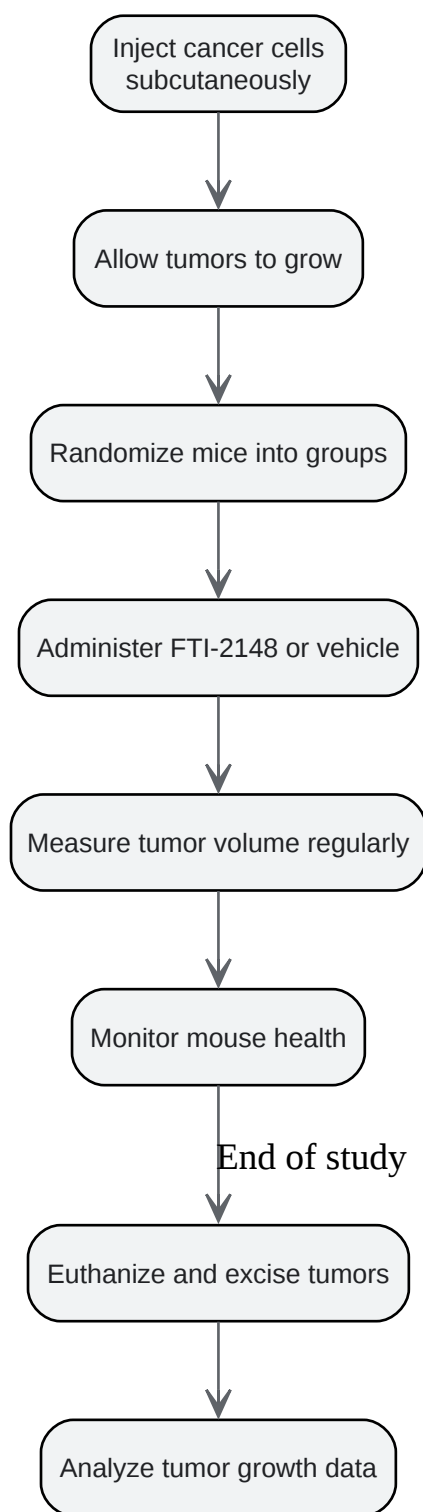 Inject cancer cells
subcutaneously
Allow tumors to grow
Randomize mice into groups
Administer FTI-2148 or vehicle
Measure tumor volume regularly
Monitor mouse health
End of study
Euthanize and excise tumors
Analyze tumor growth data